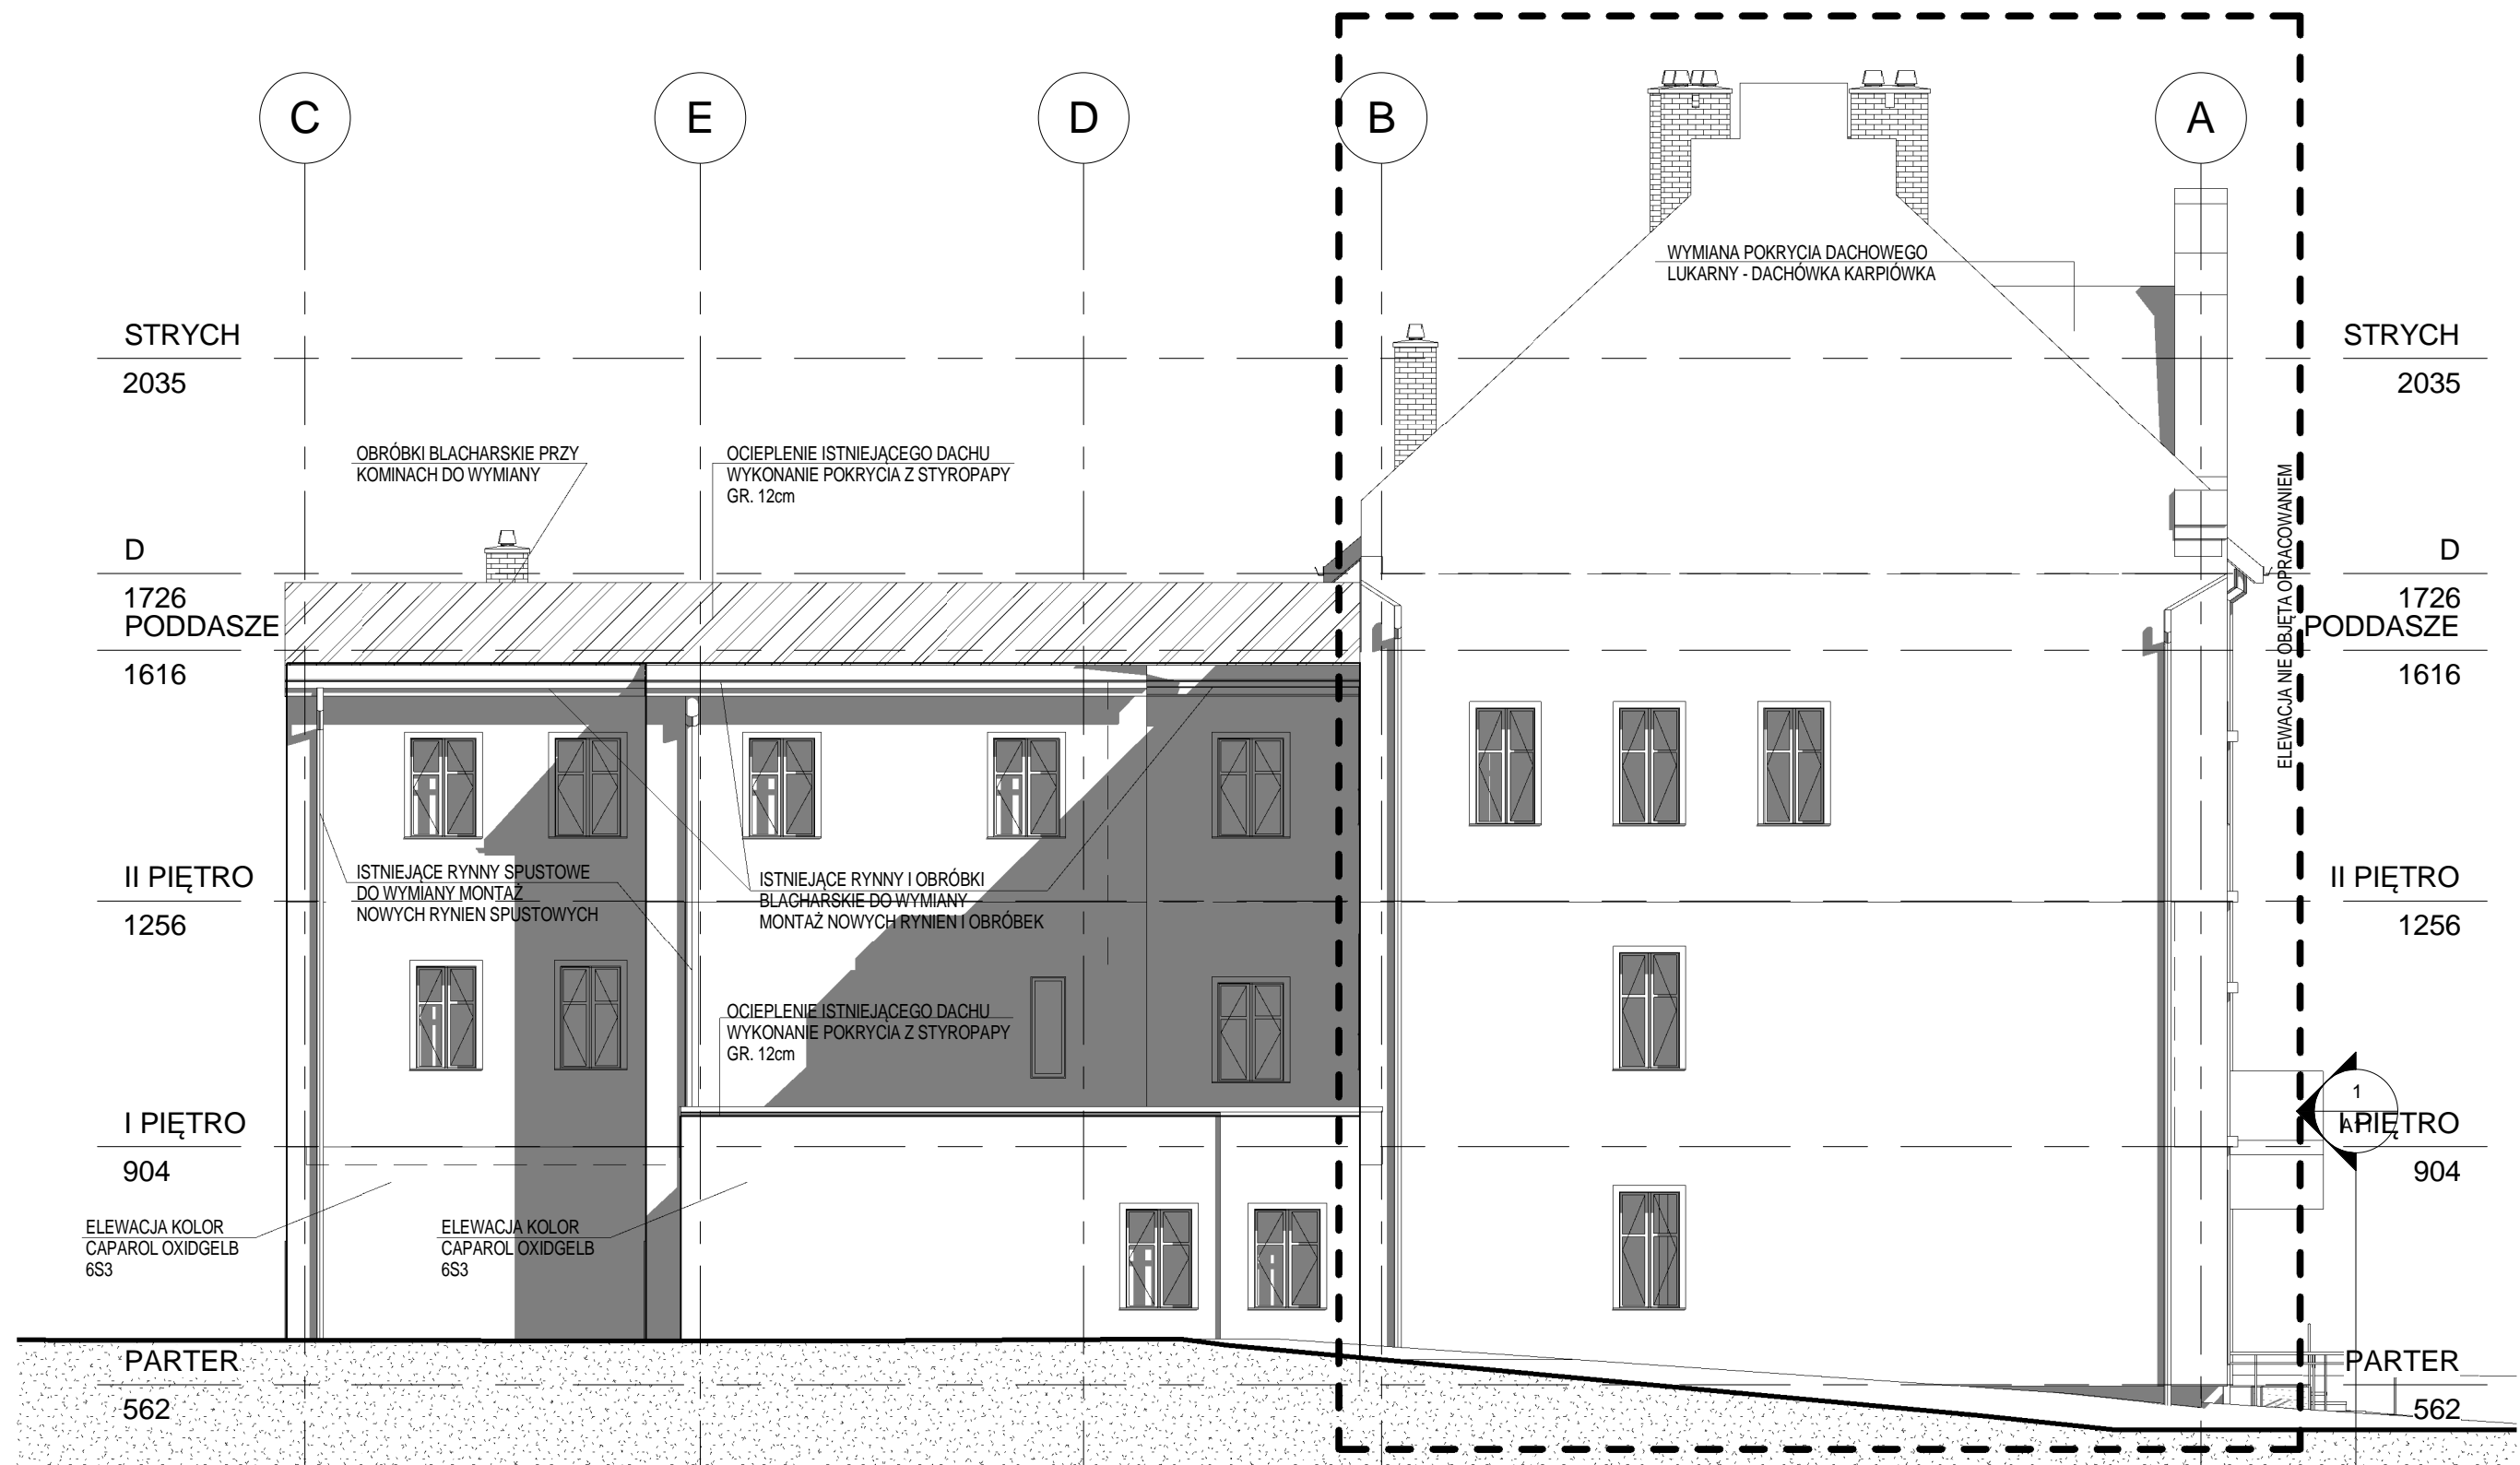 C
E
D
B
A
WYMIANA POKRYCIA DACHOWEGO
LUKARNY - DACHÓWKA KARPIÓWKA
STRYCH
2035
STRYCH
2035
OBRÓBKI BLACHARSKIE PRZY
KOMINACH DO WYMIANY
OCIEPLENIE ISTNIEJĄCEGO DACHU
WYKONANIE POKRYCIA Z STYROPAPY
GR. 12cm
ELEWACJA NIE OBJĘTA OPRACOWANIEM
D
1726
D
1726
PODDASZE
1616
PODDASZE
1616
ISTNIEJĄCE RYNNY SPUSTOWE
DO WYMIANY MONTAŻ
NOWYCH RYNIEN SPUSTOWYCH
ISTNIEJĄCE RYNNY I OBRÓBKI
BLACHARSKIE DO WYMIANY
MONTAŻ NOWYCH RYNIEN I OBRÓBEK
II PIĘTRO
1256
II PIĘTRO
1256
OCIEPLENIE ISTNIEJĄCEGO DACHU
WYKONANIE POKRYCIA Z STYROPAPY
GR. 12cm
1
I PIĘTRO
904
I PIĘTRO
904
ELEWACJA KOLOR
CAPAROL OXIDGELB
6S3
ELEWACJA KOLOR
CAPAROL OXIDGELB
6S3
PARTER
562
PARTER
562